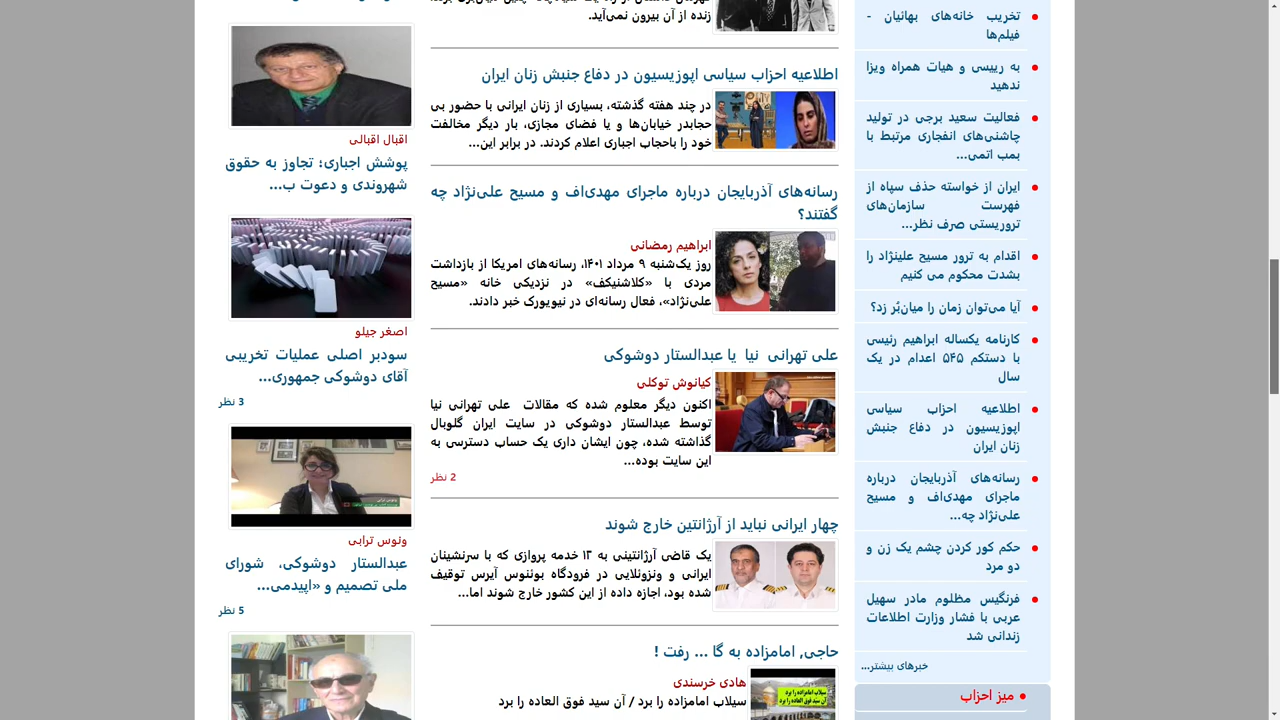 تخریب خانه‌های بهائیان - فیلم‌ها
به رییسی و هیات همراه ویزا ندهید
فعالیت سعید برجی در تولید چاشنی‌های انفجاری مرتبط با بمب اتمی...
ایران از خواسته حذف سپاه از فهرست سازمان‌های تروریستی صرف نظر...
اقدام به ترور مسیح علینژاد را بشدت محکوم می کنیم
آیا می‌توان زمان را میان‌بُر زد؟
کارنامه یکساله ابراهیم رئیسی با دستکم ۵۴۵ اعدام در یک سال
اطلاعیه احزاب سیاسی اپوزیسیون در دفاع جنبش زنان ایران
رسانه‌های آذربایجان درباره ماجرای مهدی‌اف و مسیح علی‌نژاد چه...
حکم کور کردن چشم یک زن و دو مرد
فرنگیس مظلوم مادر سهیل عربی با فشار وزارت اطلاعات زندانی شد
خبرهای بیشتر...
میز احزاب
زنده از آن بیرون نمی‌آید.
اطلاعیه احزاب سیاسی اپوزیسیون در دفاع جنبش زنان ایران
در چند هفته گذشته، بسیاری از زنان ایرانی با حضور بی
حجابدر خیابان‌ها و یا فضای مجازی، بار دیگر مخالفت
خود را باحجاب اجباری اعلام کردند. در برابر این...
رسانه‌های آذربایجان درباره ماجرای مهدی‌اف و مسیح علی‌نژاد چه
گفتند؟
ابراهیم رمضانی
روز یک‌شنبه ۹ مرداد ۱۴۰۱، رسانه‌های امریکا از بازداشت
مردی با «کلاشنیکف» در نزدیکی خانه «مسیح
علی‌نژاد»، فعال رسانه‌ای در نیویورک خبر دادند.
علی تهرانی نیا یا عبدالستار دوشوکی
کیانوش توکلی
اکنون دیگر معلوم شده که مقالات علی تهرانی نیا
توسط عبدالستار دوشوکی در سایت ایران گلوبال
گذاشته شده، چون ایشان داری یک حساب دسترسی به
این سایت بوده...
2 نظر
چهار ایرانی نباید از آرژانتین خارج شوند
یک قاضی آرژانتینی به ۱۲ خدمه پروازی که با سرنشینان
ایرانی و ونزوئلایی در فرودگاه بوئنوس آیرس توقیف
شده بود، اجازه داده از این کشور خارج شوند اما...
حاجی, امامزاده به گا ... رفت !
هادی خرسندی
سیلاب امامزاده را برد / آن سید فوق العاده را برد
سیلاب امامزاده را برد
آن سید فوق العاده را برد
اقبال اقبالی
پوشش اجباری؛ تجاوز به حقوق
شهروندی و دعوت ب...
اصغر جیلو
سودبر اصلی عملیات تخریبی
آقای دوشوکی جمهوری...
3 نظر
ونوس ترابی
عبدالستار دوشوکی، شورای
ملی تصمیم و «اپیدمی...
5 نظر